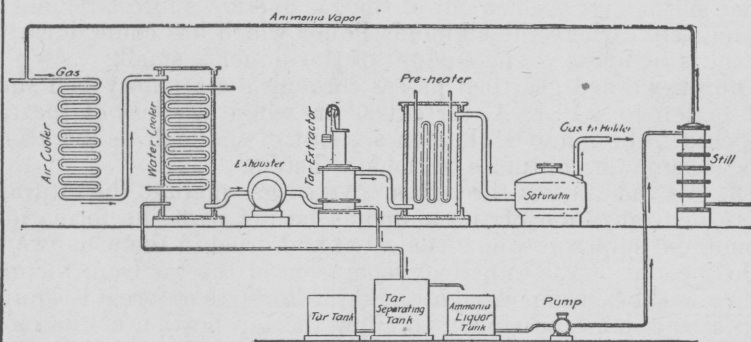 Ammonia Vapor
Gas
Air Cooler
Water Cooler
Exhauster
Tar Extractor
Pre-heater
Saturator
Gas to Holder
Still
Tar Tank
Tar
Separating
Tank
Ammonia
Liquor
Tank
Pump